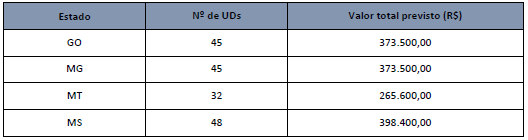 Estado Nº de UDs Valor total previsto (R$)
GO 45 373.500,00
MG 45 373.500,00
MT 32 265.600,00
MS 48 398.400,00